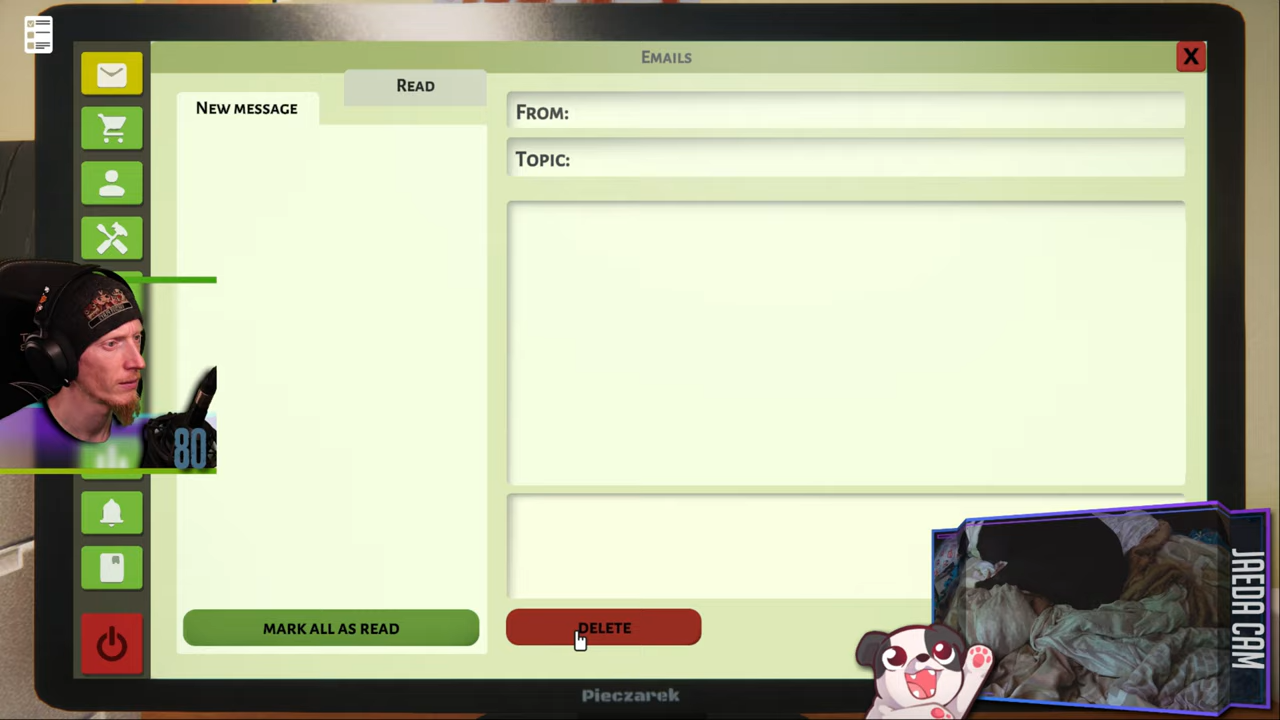 EMAILS
X
READ
NEW MESSAGE
FROM:
TOPIC:
80
MARK ALL AS READ
DELETE
JAEDA CAM
Pieczarek